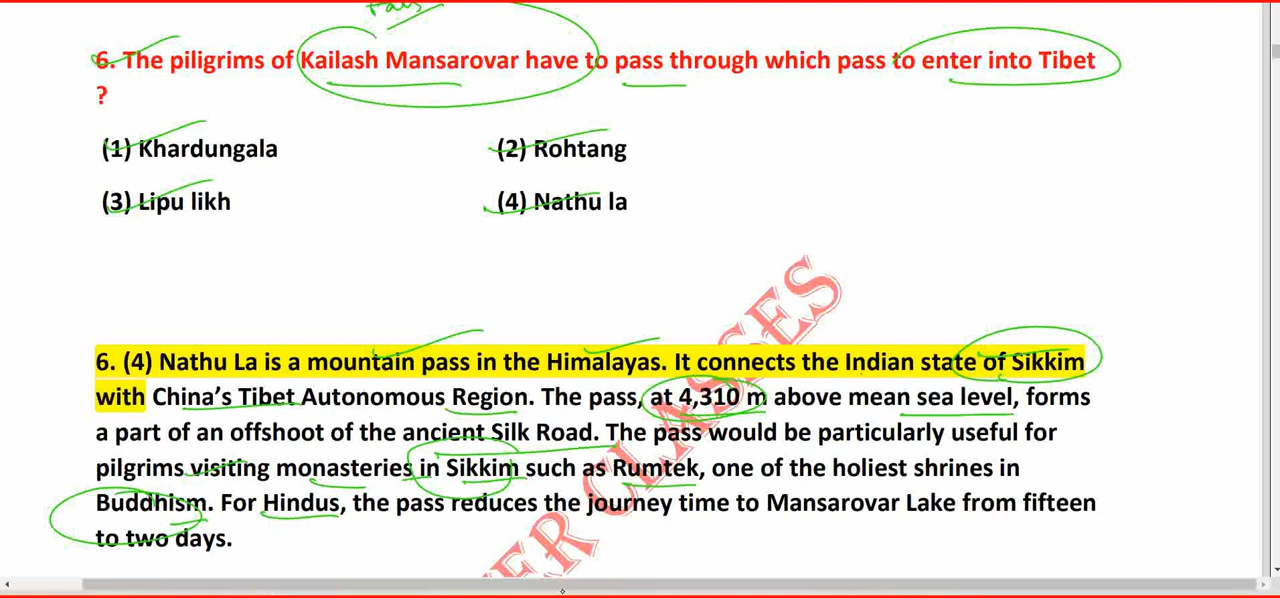 6. The piligrims of Kailash Mansarovar have to pass through which pass to enter into Tibet
?
(1) Khardungala (2) Rohtang
(3) Lipu likh (4) Nathu la
6. (4) Nathu La is a mountain pass in the Himalayas. It connects the Indian state of Sikkim
with China's Tibet Autonomous Region. The pass, at 4,310 m above mean sea level, forms
a part of an offshoot of the ancient Silk Road. The pass would be particularly useful for
pilgrims visiting monasteries in Sikkim such as Rumtek, one of the holiest shrines in
Buddhism. For Hindus, the pass reduces the journey time to Mansarovar Lake from fifteen
to two days.
CLASSES